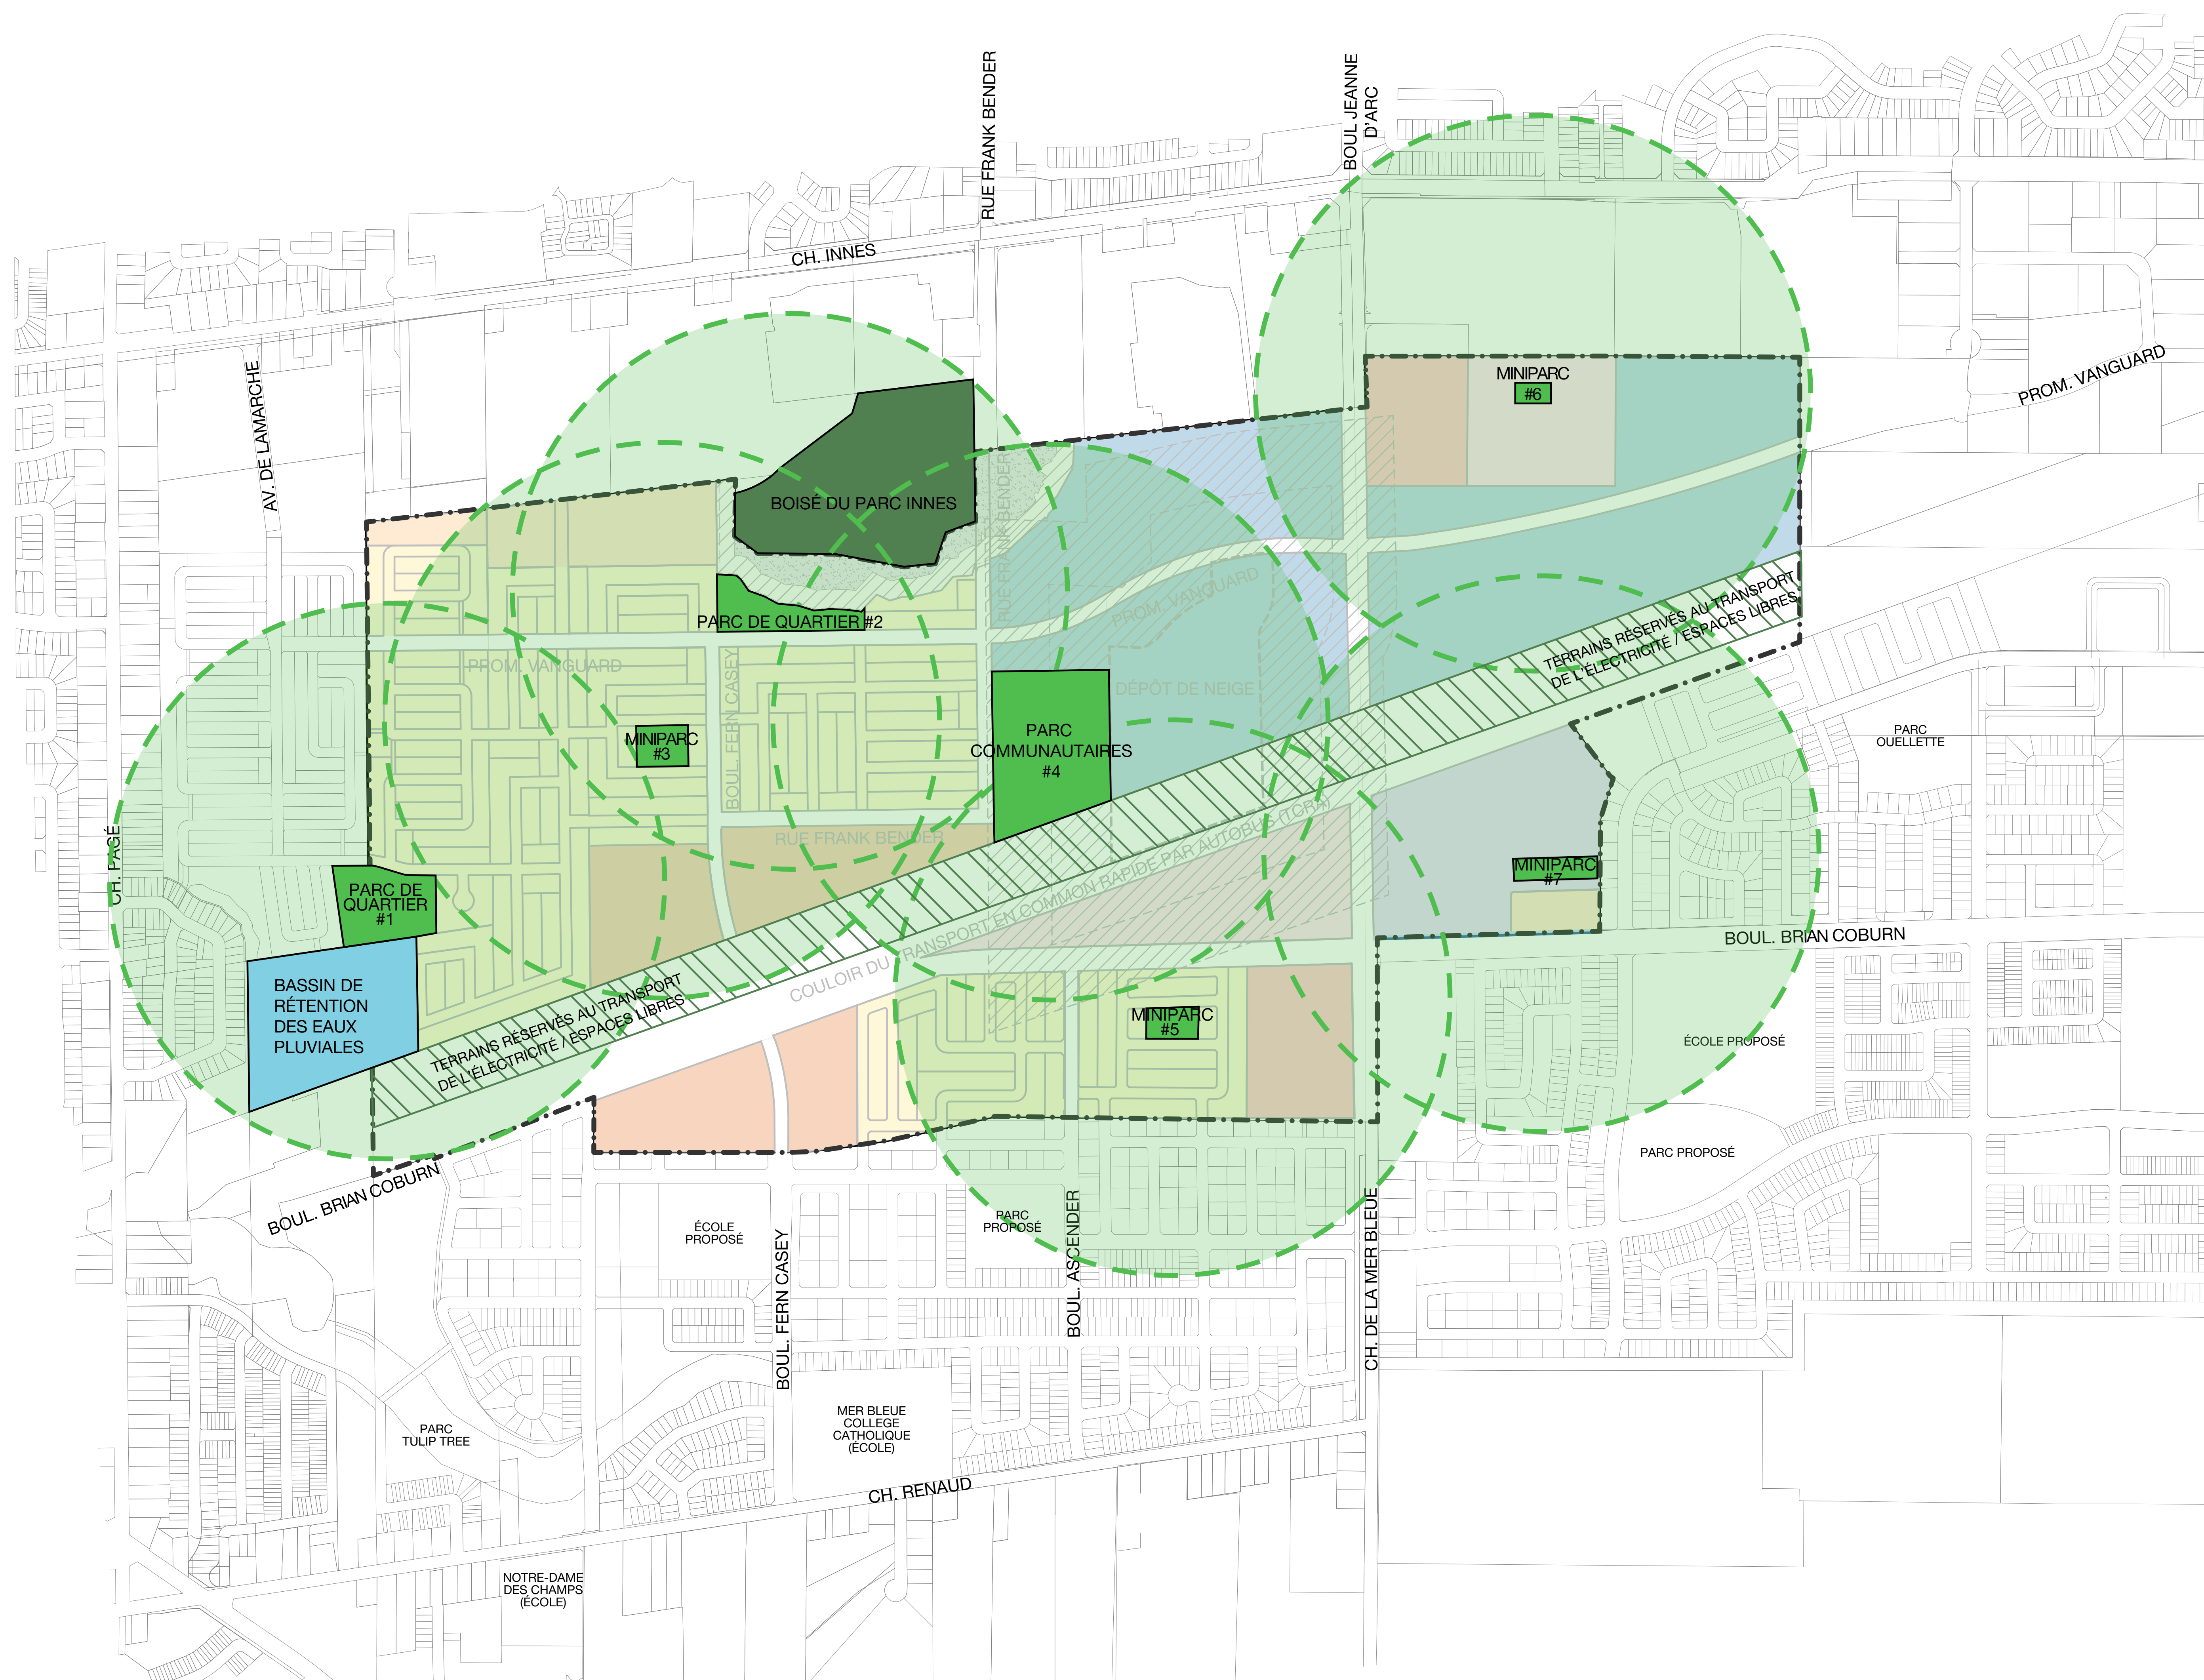 RUE FRANK BENDER
BOUL JEANNE
D'ARC
CH. INNES
AV. DE LAMARCHE
PROM. VANGUARD
MINIPARC
#6
BOISÉ DU PARC INNES
RUE FRANK BENDER
PROM. VANGUARD
PARC DE QUARTIER #2
TERRAINS RÉSERVÉS AU TRANSPORT
DE L'ÉLECTRICITÉ / ESPACES LIBRES
PROM. VANGUARD
BOUL. FERN CASEY
DÉPÔT DE NEIGE
MINIPARC
#3
PARC
COMMUNAUTAIRES
#4
PARC
OUELLETTE
CH. PAGÉ
RUE FRANK BENDER
COULOIR DU TRANSPORT EN COMMON RAPIDE PAR AUTOBUS (TCRA)
MINIPARC
#7
PARC DE
QUARTIER
#1
BOUL. BRIAN COBURN
BASSIN DE
RÉTENTION
DES EAUX
PLUVIALES
TERRAINS RÉSERVÉS AU TRANSPORT
DE L'ÉLECTRICITÉ / ESPACES LIBRES
MINIPARC
#5
ÉCOLE PROPOSÉ
PARC PROPOSÉ
BOUL. BRIAN COBURN
ÉCOLE
PROPOSÉ
PARC
PROPOSÉ
BOUL. FERN CASEY
BOUL. ASCENDER
CH. DE LA MER BLEUE
PARC
TULIP TREE
MER BLEUE
COLLEGE
CATHOLIQUE
(ÉCOLE)
CH. RENAUD
NOTRE-DAME
DES CHAMPS
(ÉCOLE)